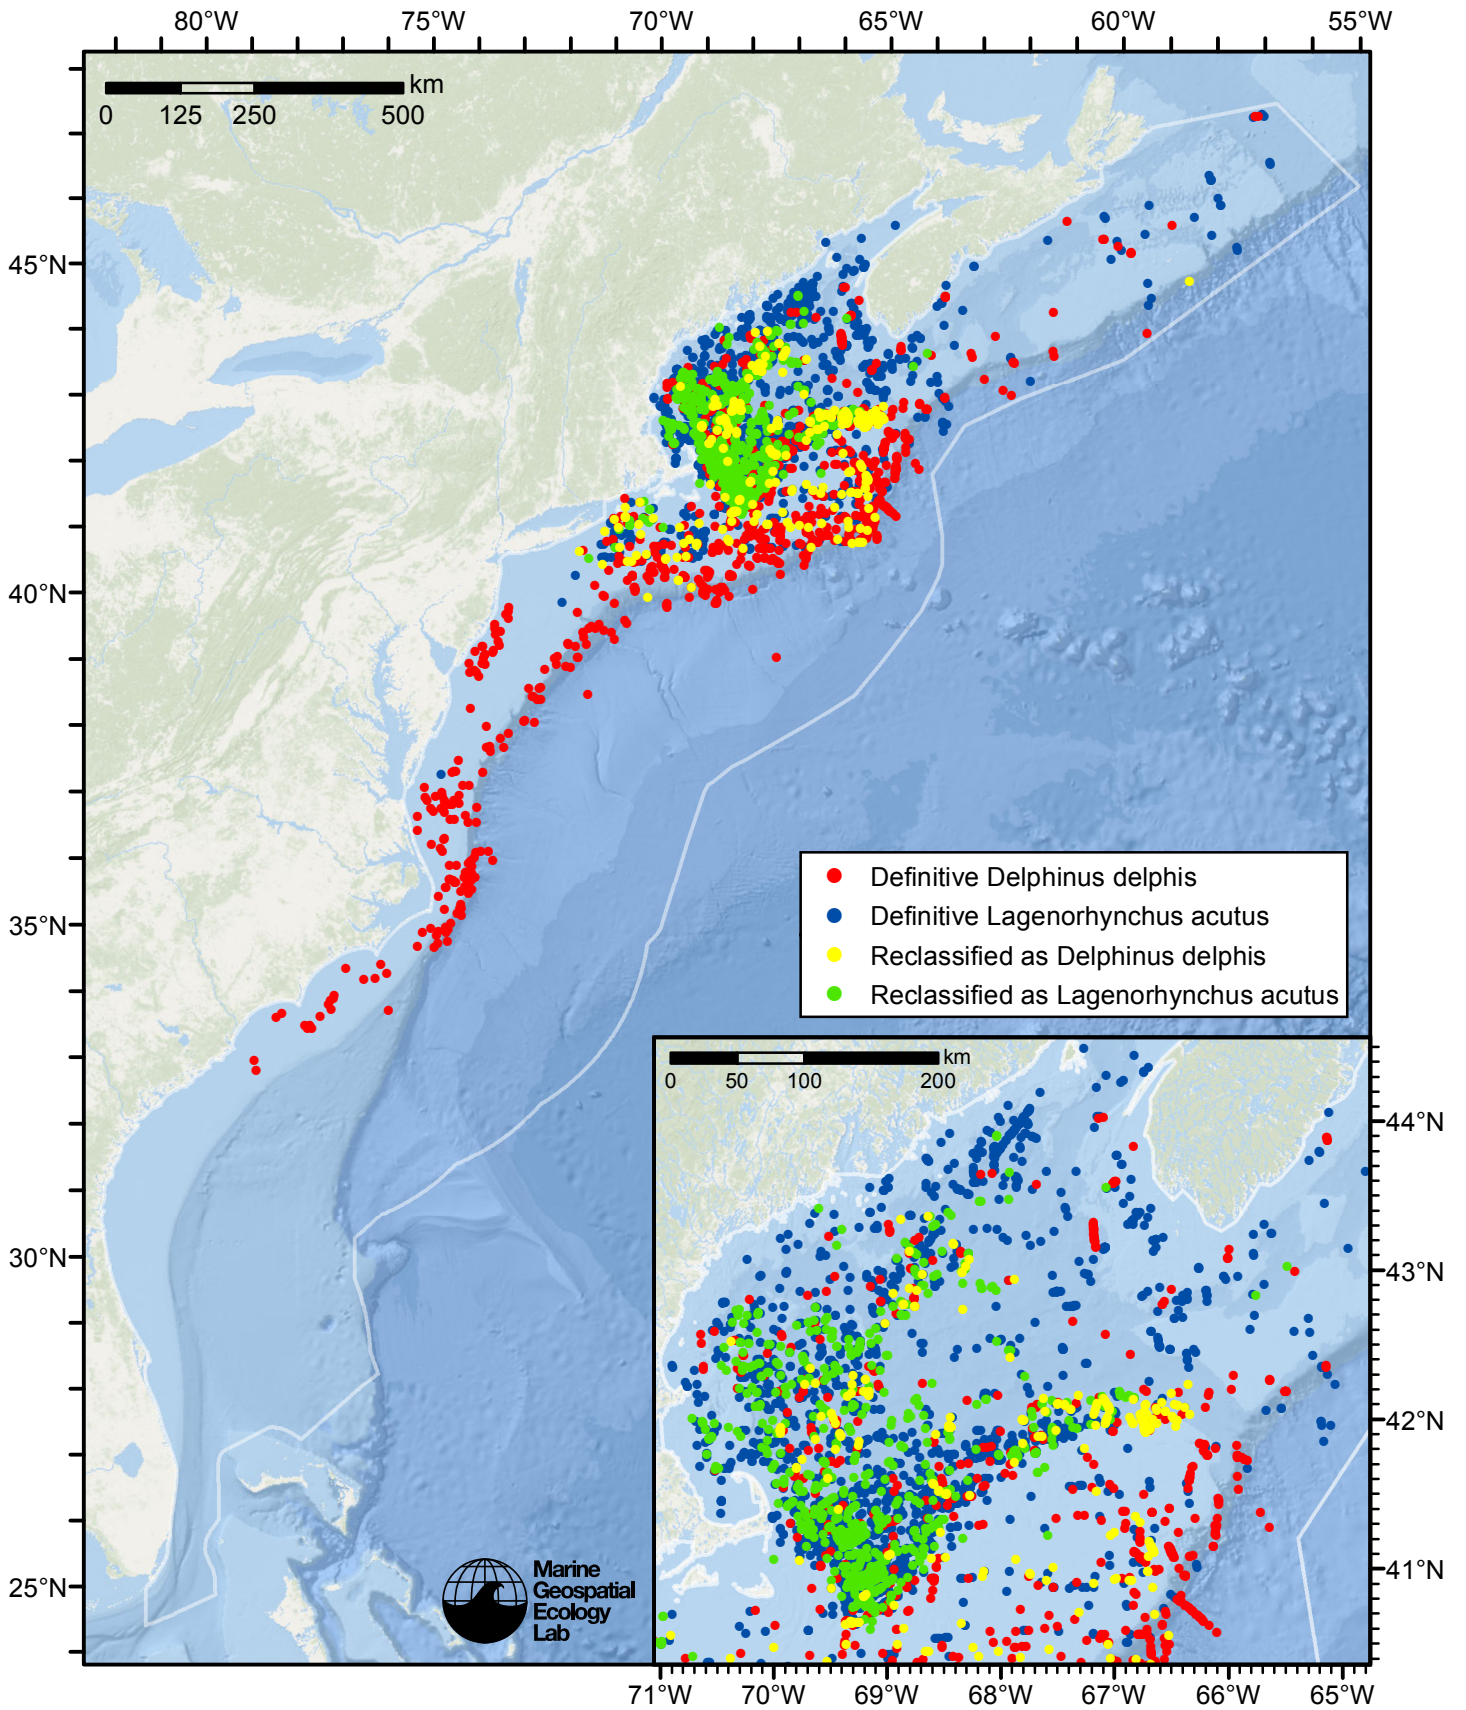 80°W 75°W 70°W 65°W 60°W 55°W
km
0 125 250 500
45°N
40°N
35°N
30°N
25°N
Definitive Delphinus delphis
Definitive Lagenorhynchus acutus
Reclassified as Delphinus delphis
Reclassified as Lagenorhynchus acutus
km
0 50 100 200
44°N
43°N
42°N
41°N
Marine
Geospatial
Ecology
Lab
71°W 70°W 69°W 68°W 67°W 66°W 65°W